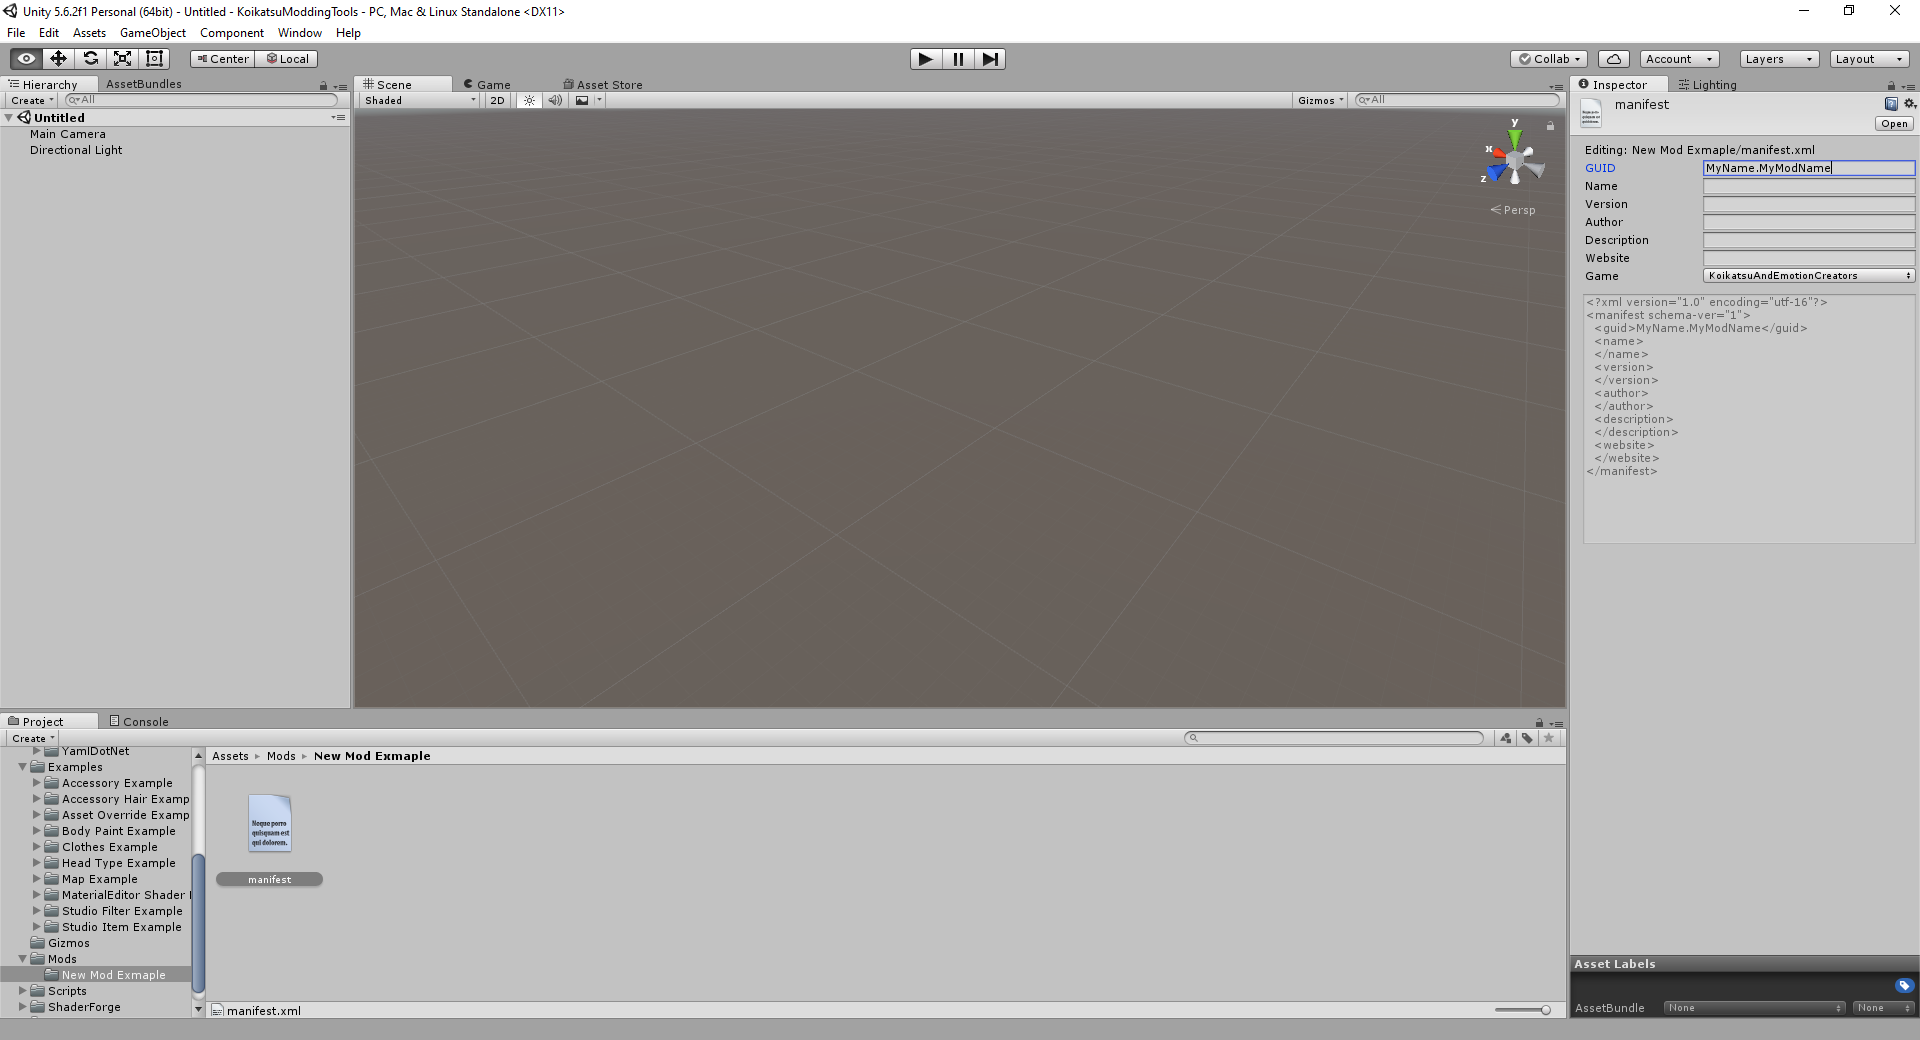 Unity 5.6.2f1 Personal (64bit) - Untitled - KoikatsuModdingTools - PC, Mac & Linux Standalone <DX11>
File Edit Assets GameObject Component Window Help
Center Local
Collab Account Layers Layout
Hierarchy AssetBundles
Create All
Untitled
Main Camera
Directional Light
Scene Game Asset Store
Shaded 2D Gizmos All
y
x
z
Persp
Inspector Lighting
manifest
Open
Editing: New Mod Exmaple/manifest.xml
GUID MyName.MyModName
Name
Version
Author
Description
Website
Game KoikatsuAndEmotionCreators
<?xml version="1.0" encoding="utf-16"?>
<manifest schema-ver="1">
<guid>MyName.MyModName</guid>
<name>
</name>
<version>
</version>
<author>
</author>
<description>
</description>
<website>
</website>
</manifest>
Project Console
Create
YamlDotNet
Examples
Accessory Example
Accessory Hair Examp
Asset Override Examp
Body Paint Example
Clothes Example
Head Type Example
Map Example
MaterialEditor Shader
Studio Filter Example
Studio Item Example
Gizmos
Mods
New Mod Exmaple
Scripts
ShaderForge
Assets Mods New Mod Exmaple
Neque porro
quisquam est
qui dolorem.
manifest
manifest.xml
Asset Labels
AssetBundle None None